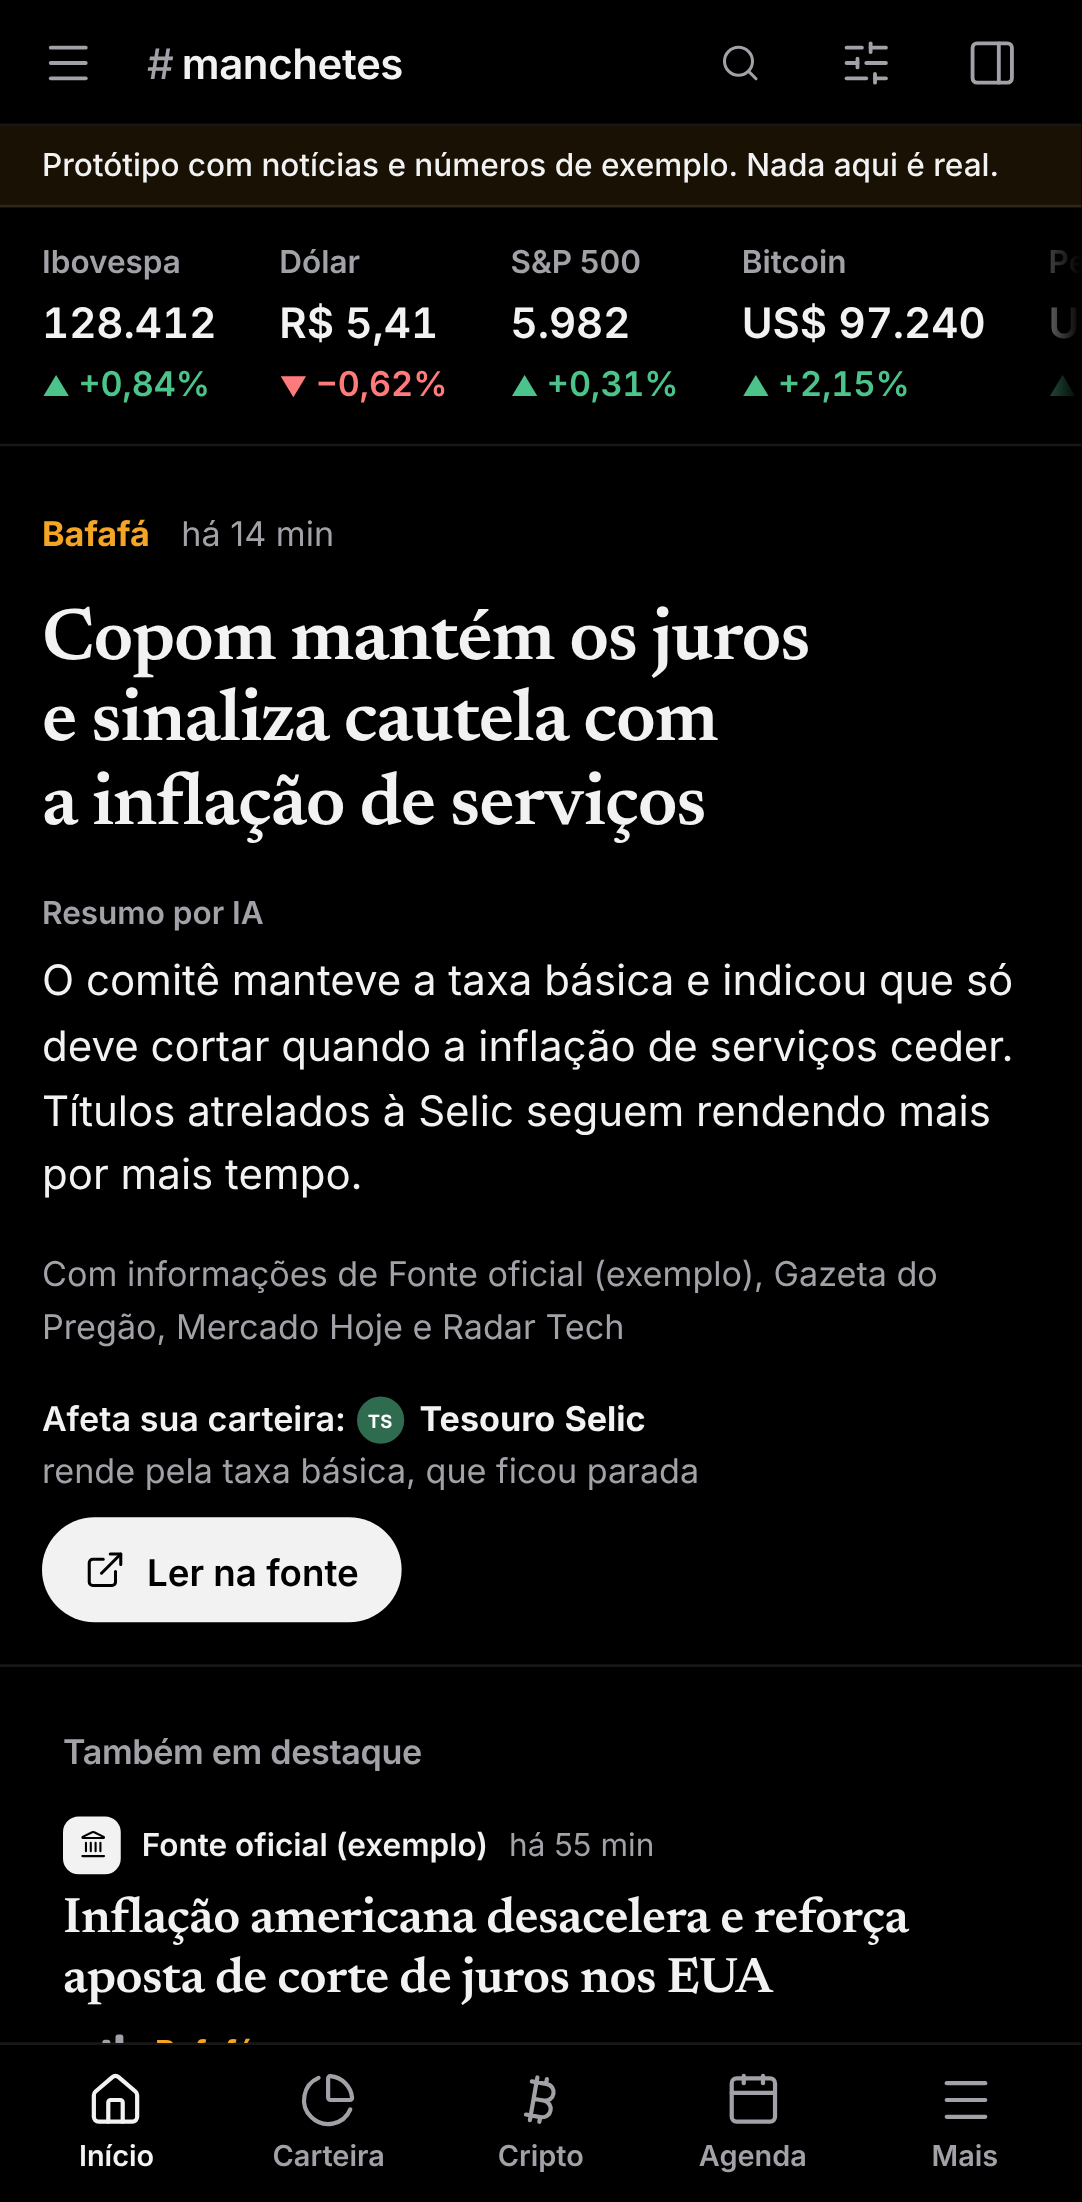 # manchetes
Protótipo com notícias e números de exemplo. Nada aqui é real.
Ibovespa Dólar S&P 500 Bitcoin
128.412 R$ 5,41 5.982 US$ 97.240
▲ +0,84% ▼ −0,62% ▲ +0,31% ▲ +2,15%
Bafafá há 14 min
Copom mantém os juros
e sinaliza cautela com
a inflação de serviços
Resumo por IA
O comitê manteve a taxa básica e indicou que só
deve cortar quando a inflação de serviços ceder.
Títulos atrelados à Selic seguem rendendo mais
por mais tempo.
Com informações de Fonte oficial (exemplo), Gazeta do
Pregão, Mercado Hoje e Radar Tech
Afeta sua carteira: TS Tesouro Selic
rende pela taxa básica, que ficou parada
Ler na fonte
Também em destaque
Fonte oficial (exemplo) há 55 min
Inflação americana desacelera e reforça
aposta de corte de juros nos EUA
Início Carteira Cripto Agenda Mais